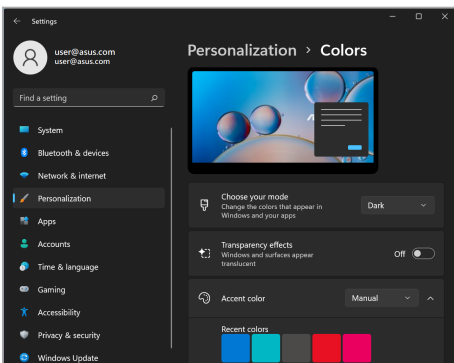 Settings
user@asus.com
user@asus.com
Find a setting
System
Bluetooth & devices
Network & internet
Personalization
Apps
Accounts
Time & language
Gaming
Accessibility
Privacy & security
Windows Update
Personalization > Colors
Choose your mode
Change the colors that appear in
Windows and your apps
Dark
Transparency effects
Windows and surfaces appear
translucent
Off
Accent color
Manual
Recent colors